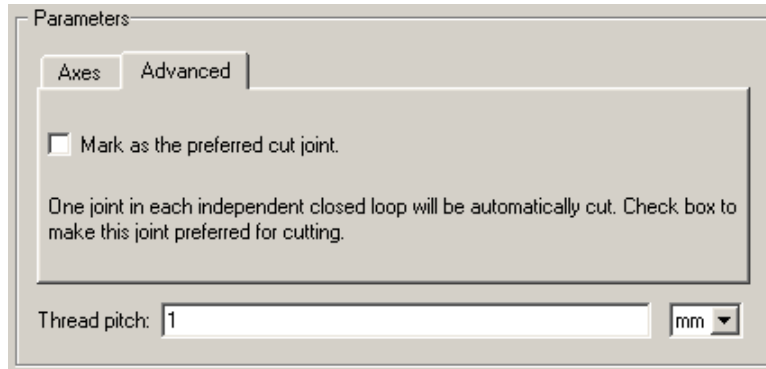 Parameters
Axes
Advanced
Mark as the preferred cut joint.
One joint in each independent closed loop will be automatically cut. Check box to
make this joint preferred for cutting.
Thread pitch: 1 mm